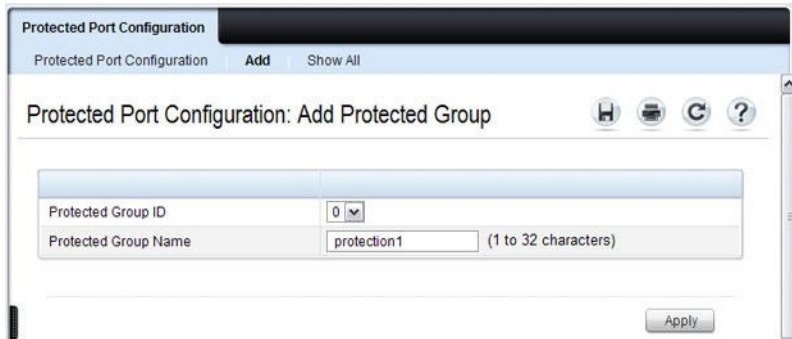 Protected Port Configuration
Protected Port Configuration Add Show All
Protected Port Configuration: Add Protected Group
Protected Group ID 0
Protected Group Name protection1 (1 to 32 characters)
Apply